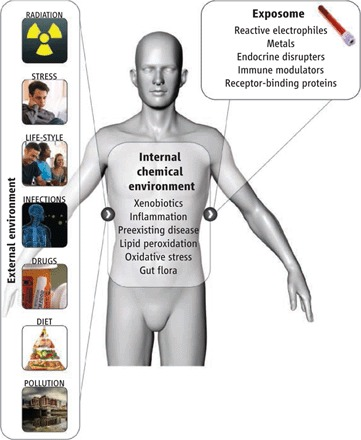 RADIATION
STRESS
LIFE-STYLE
INFECTIONS
DRUGS
DIET
POLLUTION
External environment
Internal
chemical
environment
Xenobiotics
Inflammation
Preexisting disease
Lipid peroxidation
Oxidative stress
Gut flora
Exposome
Reactive electrophiles
Metals
Endocrine disrupters
Immune modulators
Receptor-binding proteins